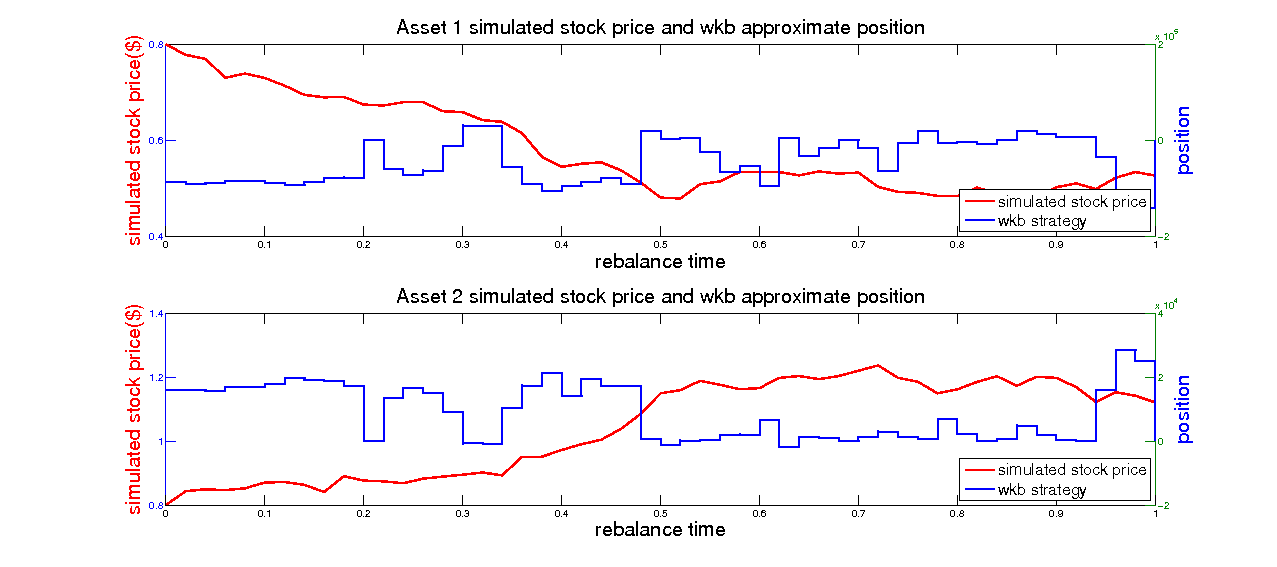 Asset 1 simulated stock price and wkb approximate position
x 10^5
simulated stock price($)
0.8
0.6
0.4
2
0
-2
position
simulated stock price
wkb strategy
0 0.1 0.2 0.3 0.4 0.5 0.6 0.7 0.8 0.9 1
rebalance time
Asset 2 simulated stock price and wkb approximate position
x 10^4
simulated stock price($)
1.4
1.2
1
0.8
4
2
0
-2
position
simulated stock price
wkb strategy
0 0.1 0.2 0.3 0.4 0.5 0.6 0.7 0.8 0.9 1
rebalance time